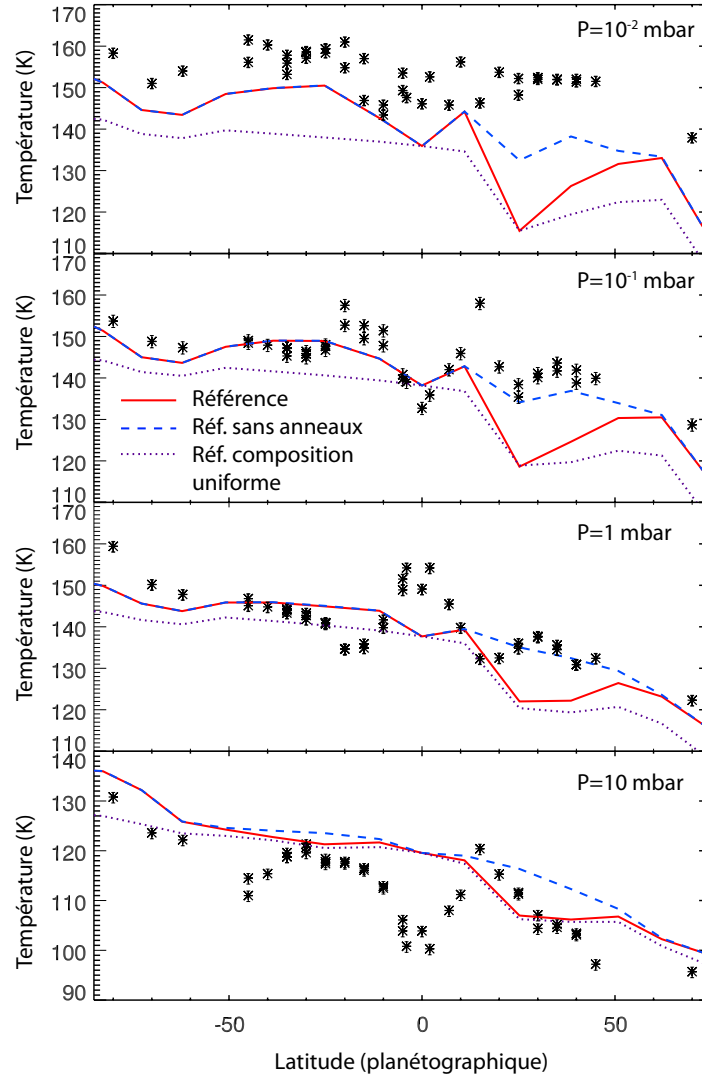 170
160
150
140
130
120
110
Température (K)
P=10⁻² mbar
170
160
150
140
130
120
110
Température (K)
P=10⁻¹ mbar
Référence
Réf. sans anneaux
Réf. composition
uniforme
170
160
150
140
130
120
110
Température (K)
P=1 mbar
140
130
120
110
100
90
Température (K)
P=10 mbar
-50
0
50
Latitude (planétographique)